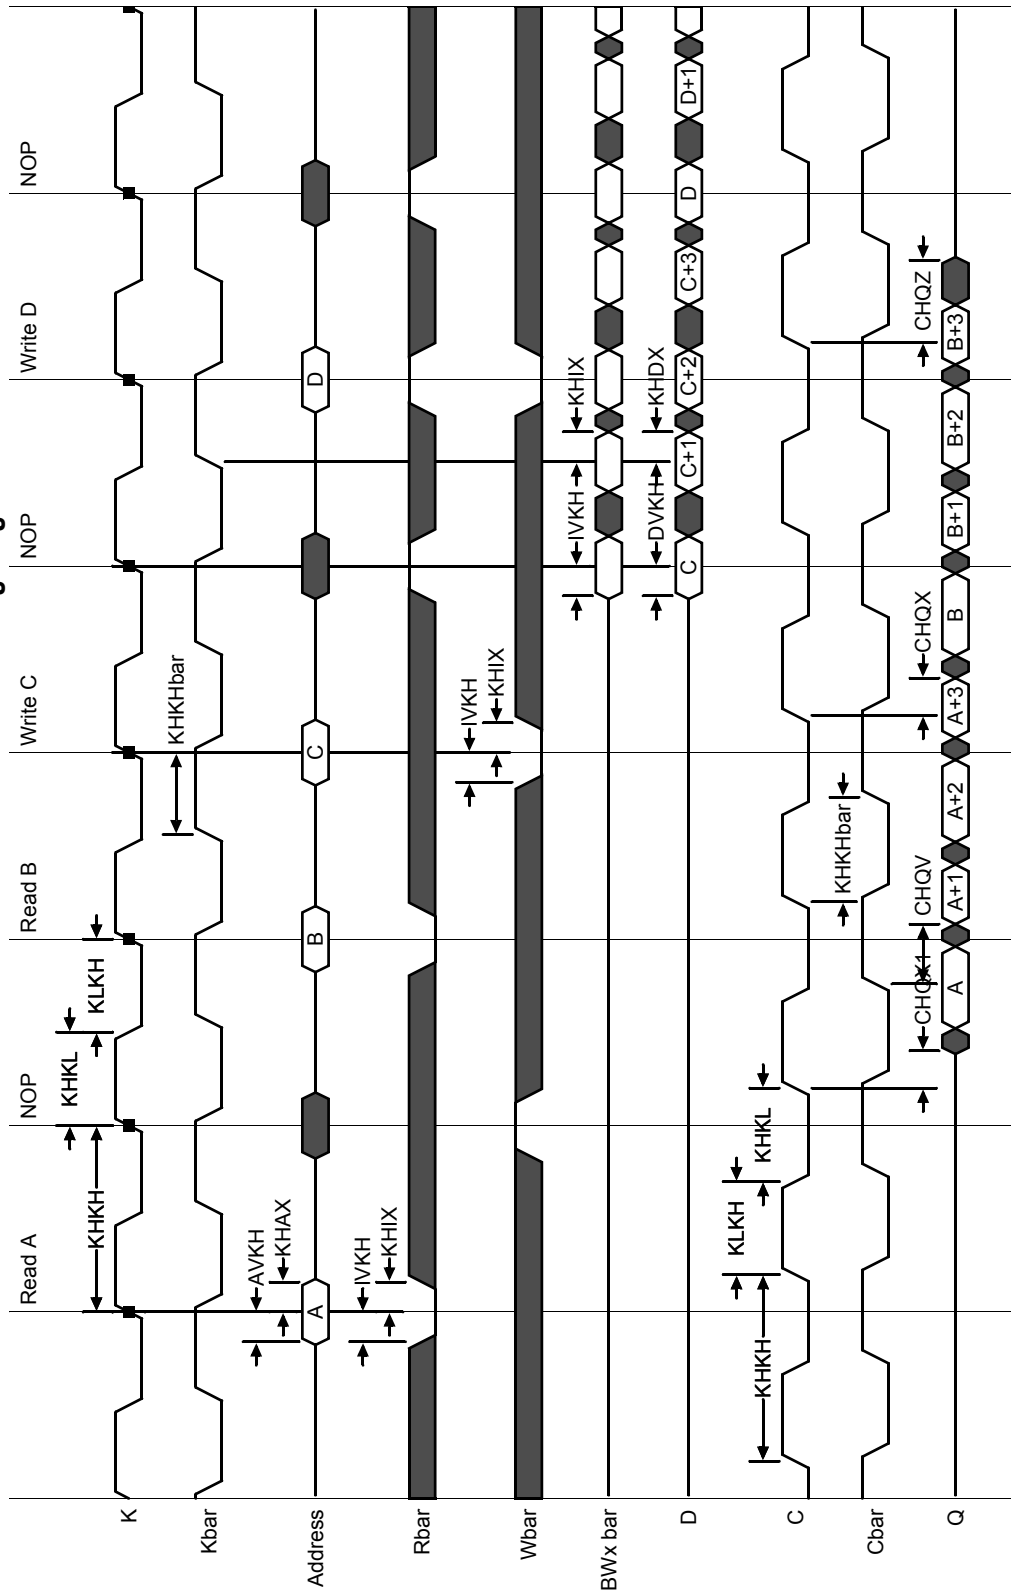 Read A NOP Read B Write C NOP Write D NOP
KHKL
KHKH KLKH
K
KHKHbar
Kbar
AVKH
KHAX
Address A B C D
IVKH
KHIX
Rbar
IVKH
KHIX
Wbar
IVKH KHIX
BWx bar
DVKH KHDX
D C C+1 C+2 C+3 D D+1
KLKH
KHKH KHKL
C
KHKHbar
Cbar
CHQX1 CHQV CHQX CHQZ
Q A A+1 A+2 A+3 B B+1 B+2 B+3